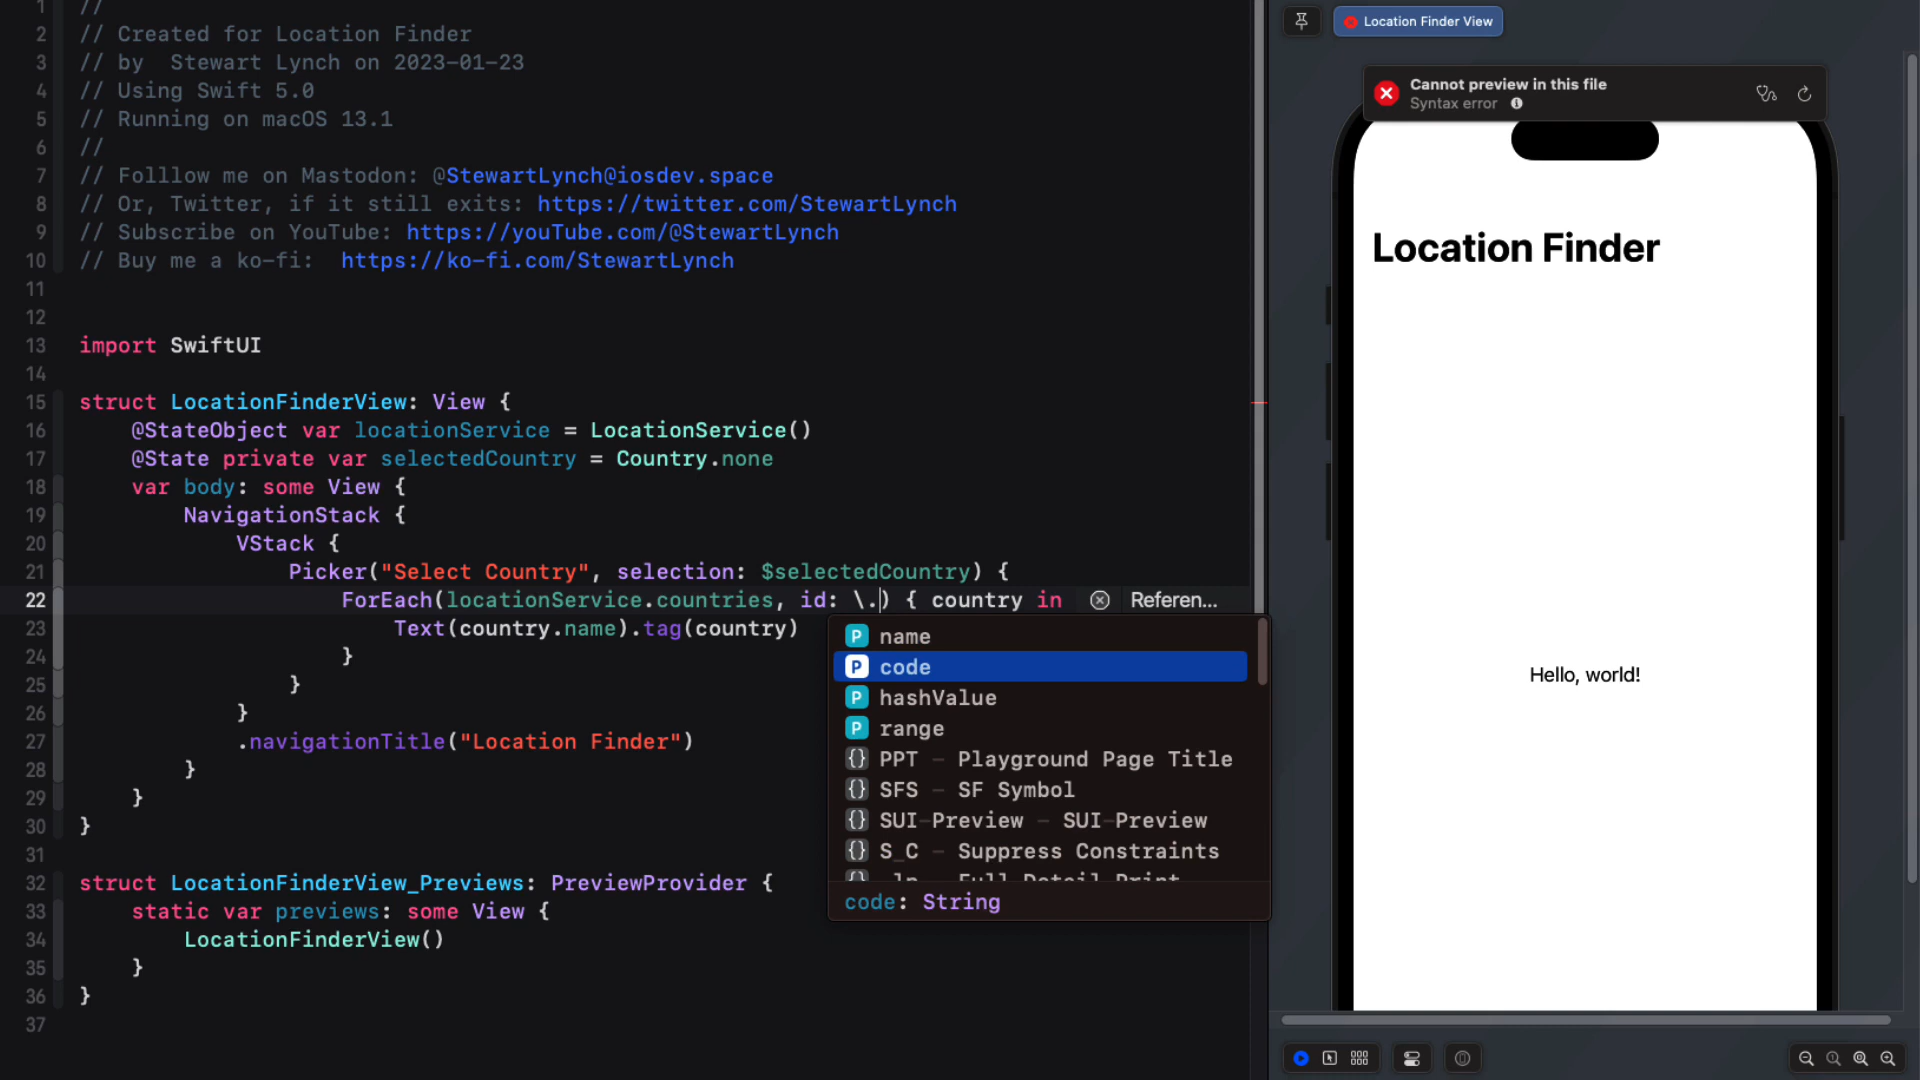 1 //
2 // Created for Location Finder
3 // by  Stewart Lynch on 2023-01-23
4 // Using Swift 5.0
5 // Running on macOS 13.1
6 //
7 // Folllow me on Mastodon: @StewartLynch@iosdev.space
8 // Or, Twitter, if it still exits: https://twitter.com/StewartLynch
9 // Subscribe on YouTube: https://youTube.com/@StewartLynch
10 // Buy me a ko-fi:  https://ko-fi.com/StewartLynch
11
12
13 import SwiftUI
14
15 struct LocationFinderView: View {
16     @StateObject var locationService = LocationService()
17     @State private var selectedCountry = Country.none
18     var body: some View {
19         NavigationStack {
20             VStack {
21                 Picker("Select Country", selection: $selectedCountry) {
22                     ForEach(locationService.countries, id: \.) { country in Referen...
23                         Text(country.name).tag(country)
24                     }
25                 }
26             }
27             .navigationTitle("Location Finder")
28         }
29     }
30 }
31
32 struct LocationFinderView_Previews: PreviewProvider {
33     static var previews: some View {
34         LocationFinderView()
35     }
36 }
37
P name
P code
P hashValue
P range
{} PPT – Playground Page Title
{} SFS – SF Symbol
{} SUI-Preview – SUI-Preview
{} S_C – Suppress Constraints
code: String
Location Finder View
Cannot preview in this file
Syntax error
Location Finder
Hello, world!